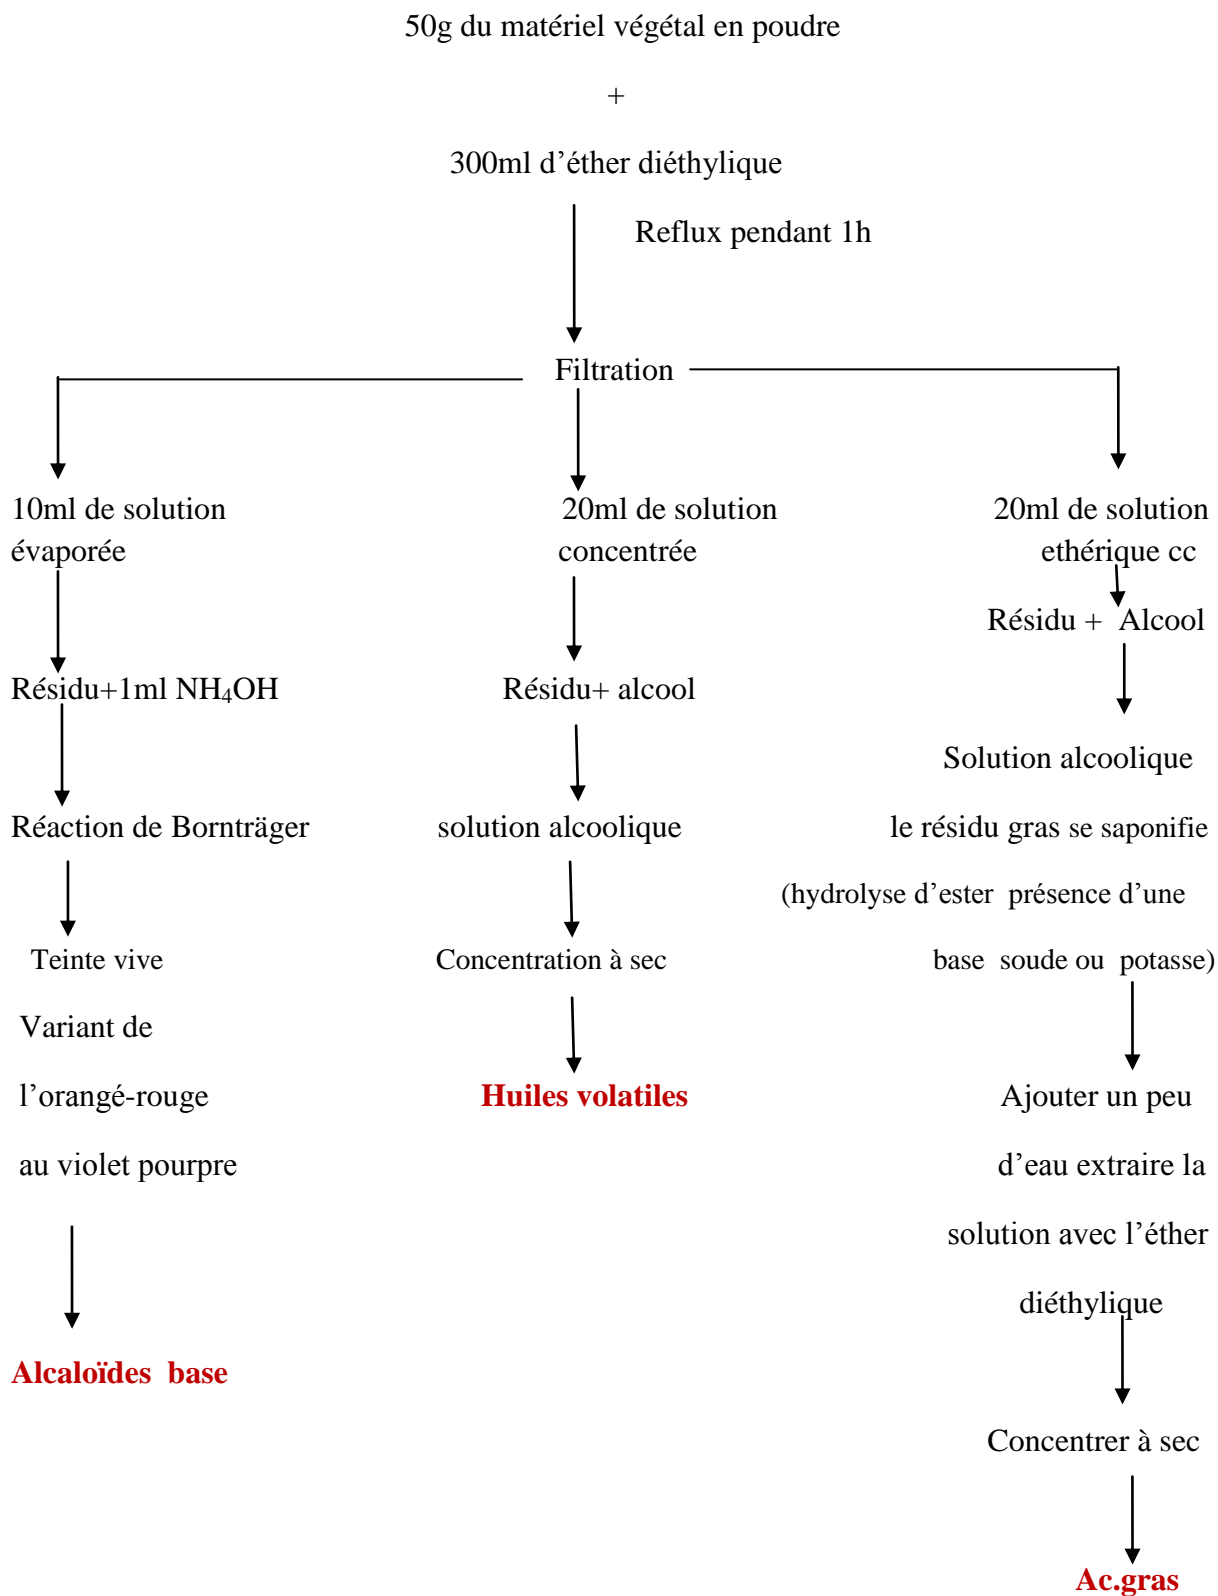 50g du matériel végétal en poudre
+
300ml d’éther diéthylique
Reflux pendant 1h
Filtration
10ml de solution
évaporée
Résidu+1ml NH₄OH
Réaction de Bornträger
Teinte vive
Variant de
l’orangé-rouge
au violet pourpre
Alcaloïdes base
20ml de solution
concentrée
Résidu+ alcool
solution alcoolique
Concentration à sec
Huiles volatiles
20ml de solution
ethérique cc
Résidu + Alcool
Solution alcoolique
le résidu gras se saponifie
(hydrolyse d’ester présence d’une
base soude ou potasse)
Ajouter un peu
d’eau extraire la
solution avec l’éther
diéthylique
Concentrer à sec
Ac.gras